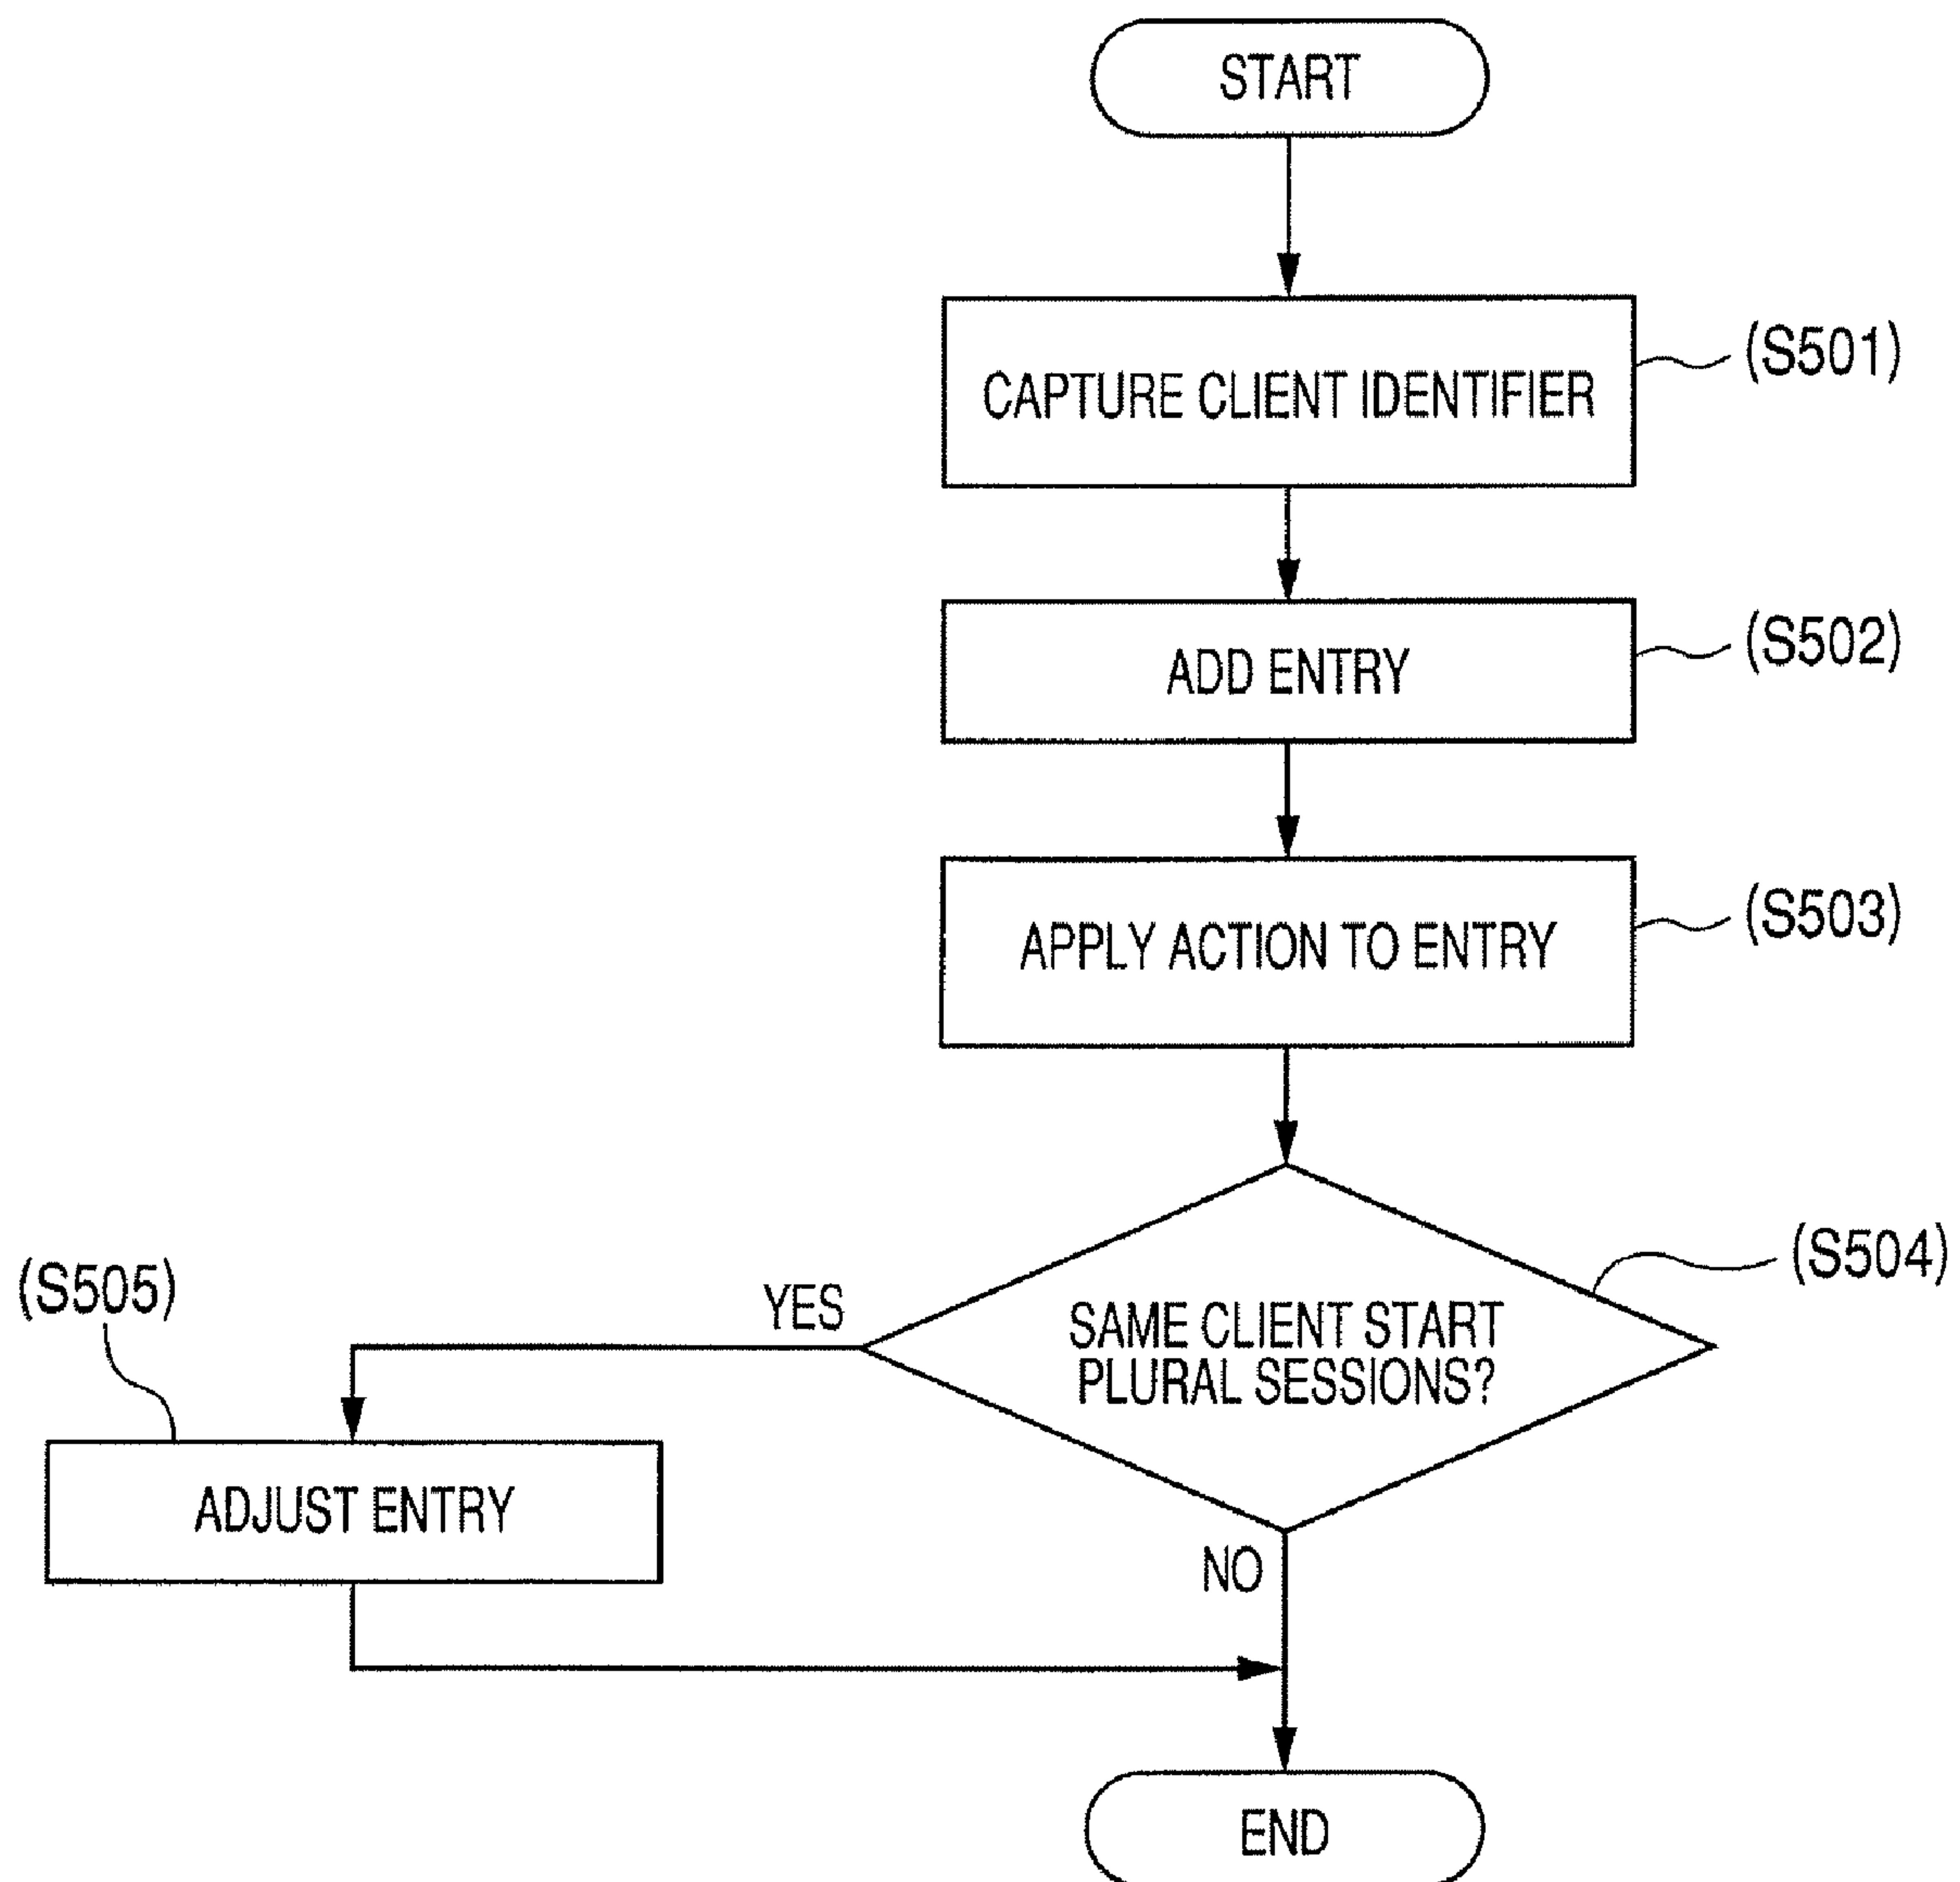 START
CAPTURE CLIENT IDENTIFIER
(S501)
ADD ENTRY
(S502)
APPLY ACTION TO ENTRY
(S503)
SAME CLIENT START
PLURAL SESSIONS?
(S504)
YES
(S505)
ADJUST ENTRY
NO
END